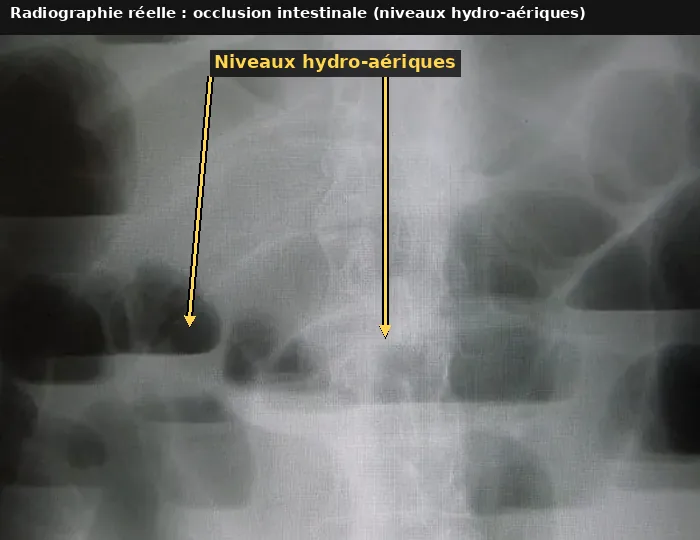 Radiographie réelle : occlusion intestinale (niveaux hydro-aériques)
Niveaux hydro-aériques